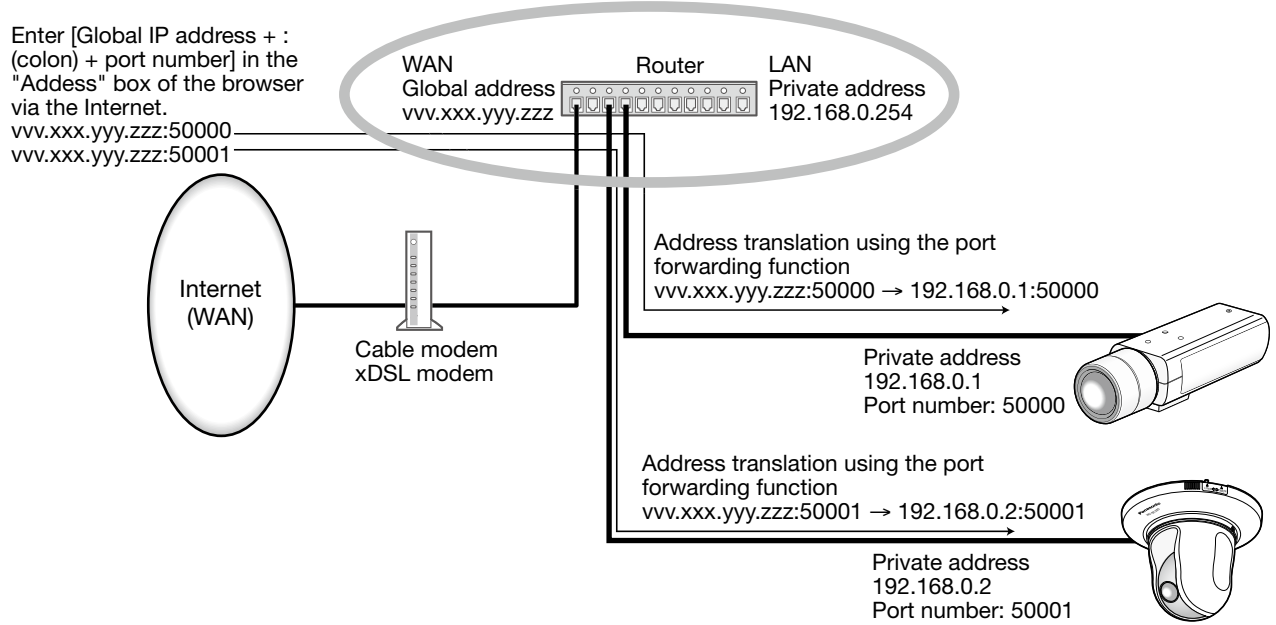 Enter [Global IP address + :
(colon) + port number] in the
"Addess" box of the browser
via the Internet.
vvv.xxx.yyy.zzz:50000
vvv.xxx.yyy.zzz:50001
WAN
Global address
vvv.xxx.yyy.zzz
Router
LAN
Private address
192.168.0.254
Internet
(WAN)
Cable modem
xDSL modem
Address translation using the port
forwarding function
vvv.xxx.yyy.zzz:50000 → 192.168.0.1:50000
Private address
192.168.0.1
Port number: 50000
Address translation using the port
forwarding function
vvv.xxx.yyy.zzz:50001 → 192.168.0.2:50001
Panasonic
Private address
192.168.0.2
Port number: 50001